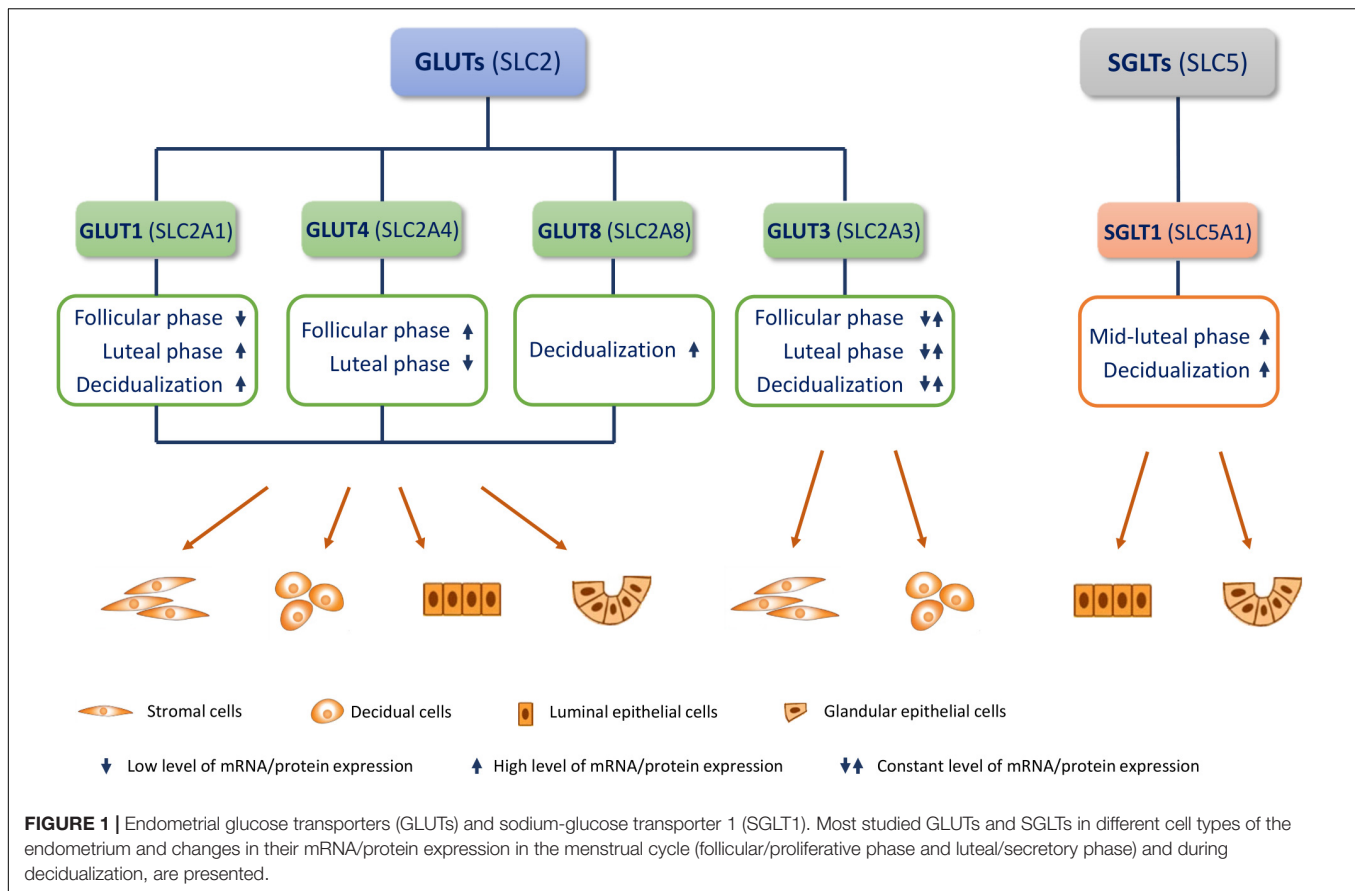 GLUTs (SLC2)
SGLTs (SLC5)
GLUT1 (SLC2A1)
GLUT4 (SLC2A4)
GLUT8 (SLC2A8)
GLUT3 (SLC2A3)
SGLT1 (SLC5A1)
Follicular phase ↓
Luteal phase ↑
Decidualization ↑
Follicular phase ↑
Luteal phase ↓
Decidualization ↑
Follicular phase ↓↑
Luteal phase ↓↑
Decidualization ↓↑
Mid-luteal phase ↑
Decidualization ↑
Stromal cells
Decidual cells
Luminal epithelial cells
Glandular epithelial cells
↓ Low level of mRNA/protein expression
↑ High level of mRNA/protein expression
↓↑ Constant level of mRNA/protein expression
FIGURE 1 | Endometrial glucose transporters (GLUTs) and sodium-glucose transporter 1 (SGLT1). Most studied GLUTs and SGLTs in different cell types of the
endometrium and changes in their mRNA/protein expression in the menstrual cycle (follicular/proliferative phase and luteal/secretory phase) and during
decidualization, are presented.